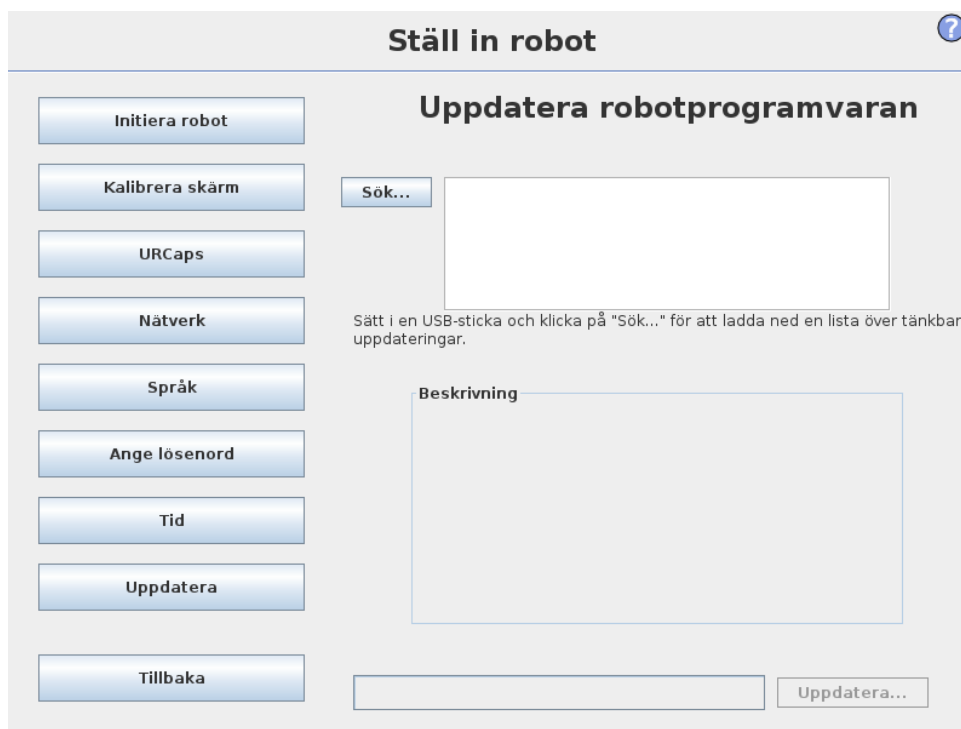 Ställ in robot
?
Initiera robot
Kalibrera skärm
URCaps
Nätverk
Språk
Ange lösenord
Tid
Uppdatera
Tillbaka
Uppdatera robotprogramvaran
Sök...
Sätt i en USB-sticka och klicka på "Sök..." för att ladda ned en lista över tänkbar
uppdateringar.
Beskrivning
Uppdatera...